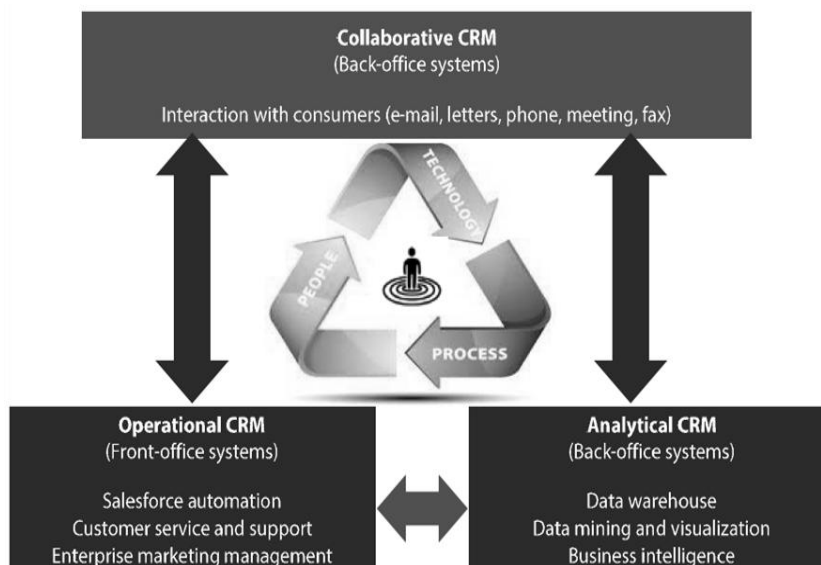 Collaborative CRM
(Back-office systems)
Interaction with consumers (e-mail, letters, phone, meeting, fax)
TECHNOLOGY
PEOPLE
PROCESS
Operational CRM
(Front-office systems)
Salesforce automation
Customer service and support
Enterprise marketing management
Analytical CRM
(Back-office systems)
Data warehouse
Data mining and visualization
Business intelligence